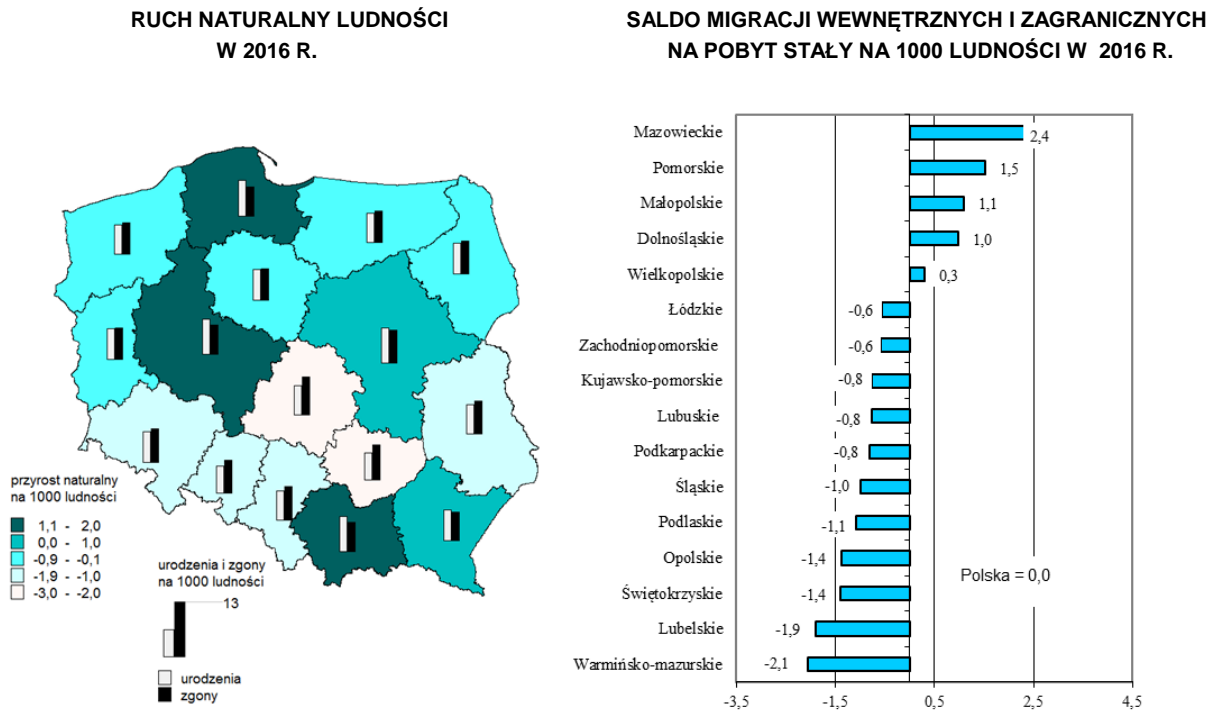 RUCH NATURALNY LUDNOŚCI
W 2016 R.
przyrost naturalny
na 1000 ludności
1,1 - 2,0
0,0 - 1,0
-0,9 - -0,1
-1,9 - -1,0
-3,0 - -2,0
urodzenia i zgony
na 1000 ludności
13
urodzenia
zgony
SALDO MIGRACJI WEWNĘTRZNYCH I ZAGRANICZNYCH
NA POBYT STAŁY NA 1000 LUDNOŚCI W 2016 R.
Mazowieckie 2,4
Pomorskie 1,5
Małopolskie 1,1
Dolnośląskie 1,0
Wielkopolskie 0,3
Łódzkie -0,6
Zachodniopomorskie -0,6
Kujawsko-pomorskie -0,8
Lubuskie -0,8
Podkarpackie -0,8
Śląskie -1,0
Podlaskie -1,1
Opolskie -1,4
Świętokrzyskie -1,4
Lubelskie -1,9
Warmińsko-mazurskie -2,1
Polska = 0,0
-3,5 -1,5 0,5 2,5 4,5